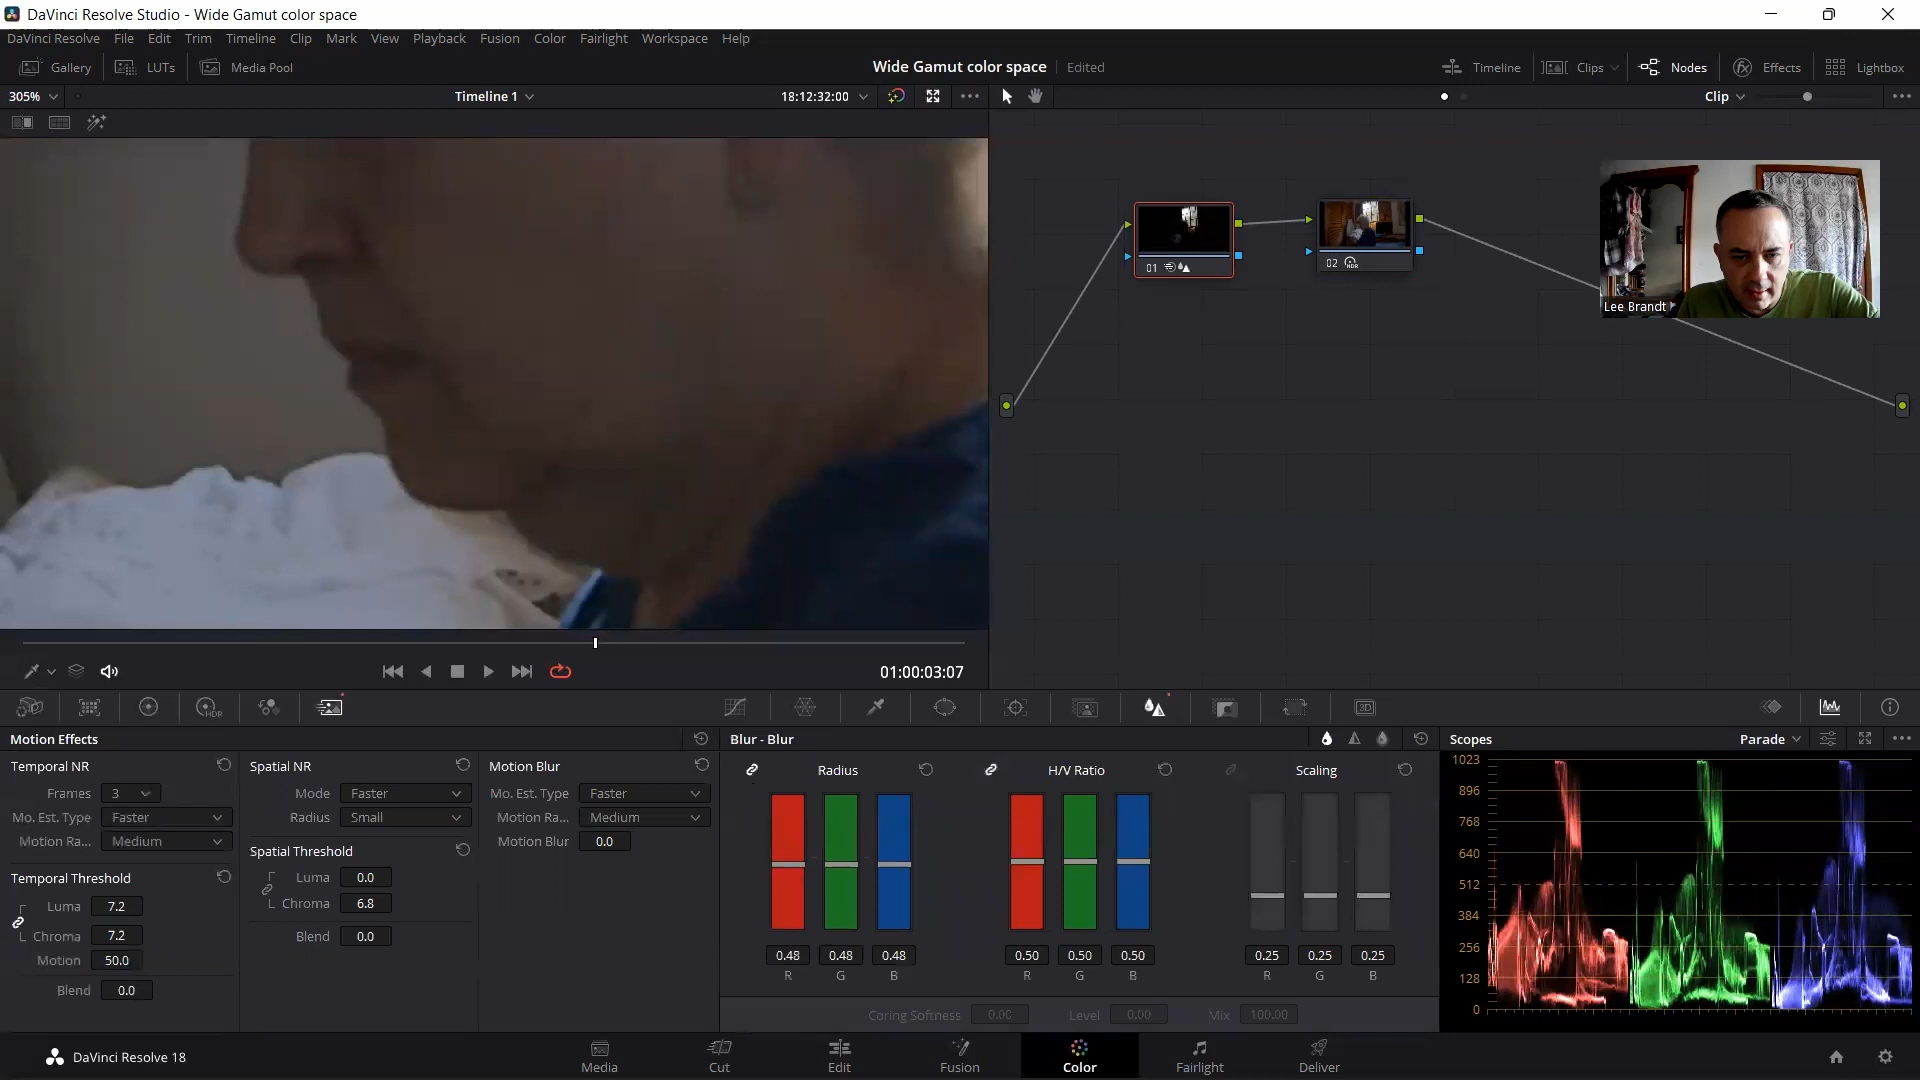 DaVinci Resolve Studio - Wide Gamut color space
DaVinci Resolve File Edit Trim Timeline Clip Mark View Playback Fusion Color Fairlight Workspace Help
Gallery LUTs Media Pool Wide Gamut color space Edited Timeline Clips Nodes Effects Lightbox
305% Timeline 1 18:12:32:00 Clip
01 02 HDR
Lee Brandt
01:00:03:07
HDR 3D
Motion Effects Blur - Blur Scopes Parade
Temporal NR Spatial NR Motion Blur Radius H/V Ratio Scaling
Frames 3 Mode Faster Mo. Est. Type Faster
Mo. Est. Type Faster Radius Small Motion Ra... Medium
Motion Ra... Medium Motion Blur 0.0
Spatial Threshold
Temporal Threshold Luma 0.0
Luma 7.2 Chroma 6.8
Chroma 7.2 Blend 0.0
Motion 50.0
Blend 0.0
0.48 0.48 0.48 0.50 0.50 0.50 0.25 0.25 0.25
R G B R G B R G B
Coring Softness 0.00 Level 0.00 Mix 100.00
1023
896
768
640
512
384
256
128
0
DaVinci Resolve 18 Media Cut Edit Fusion Color Fairlight Deliver